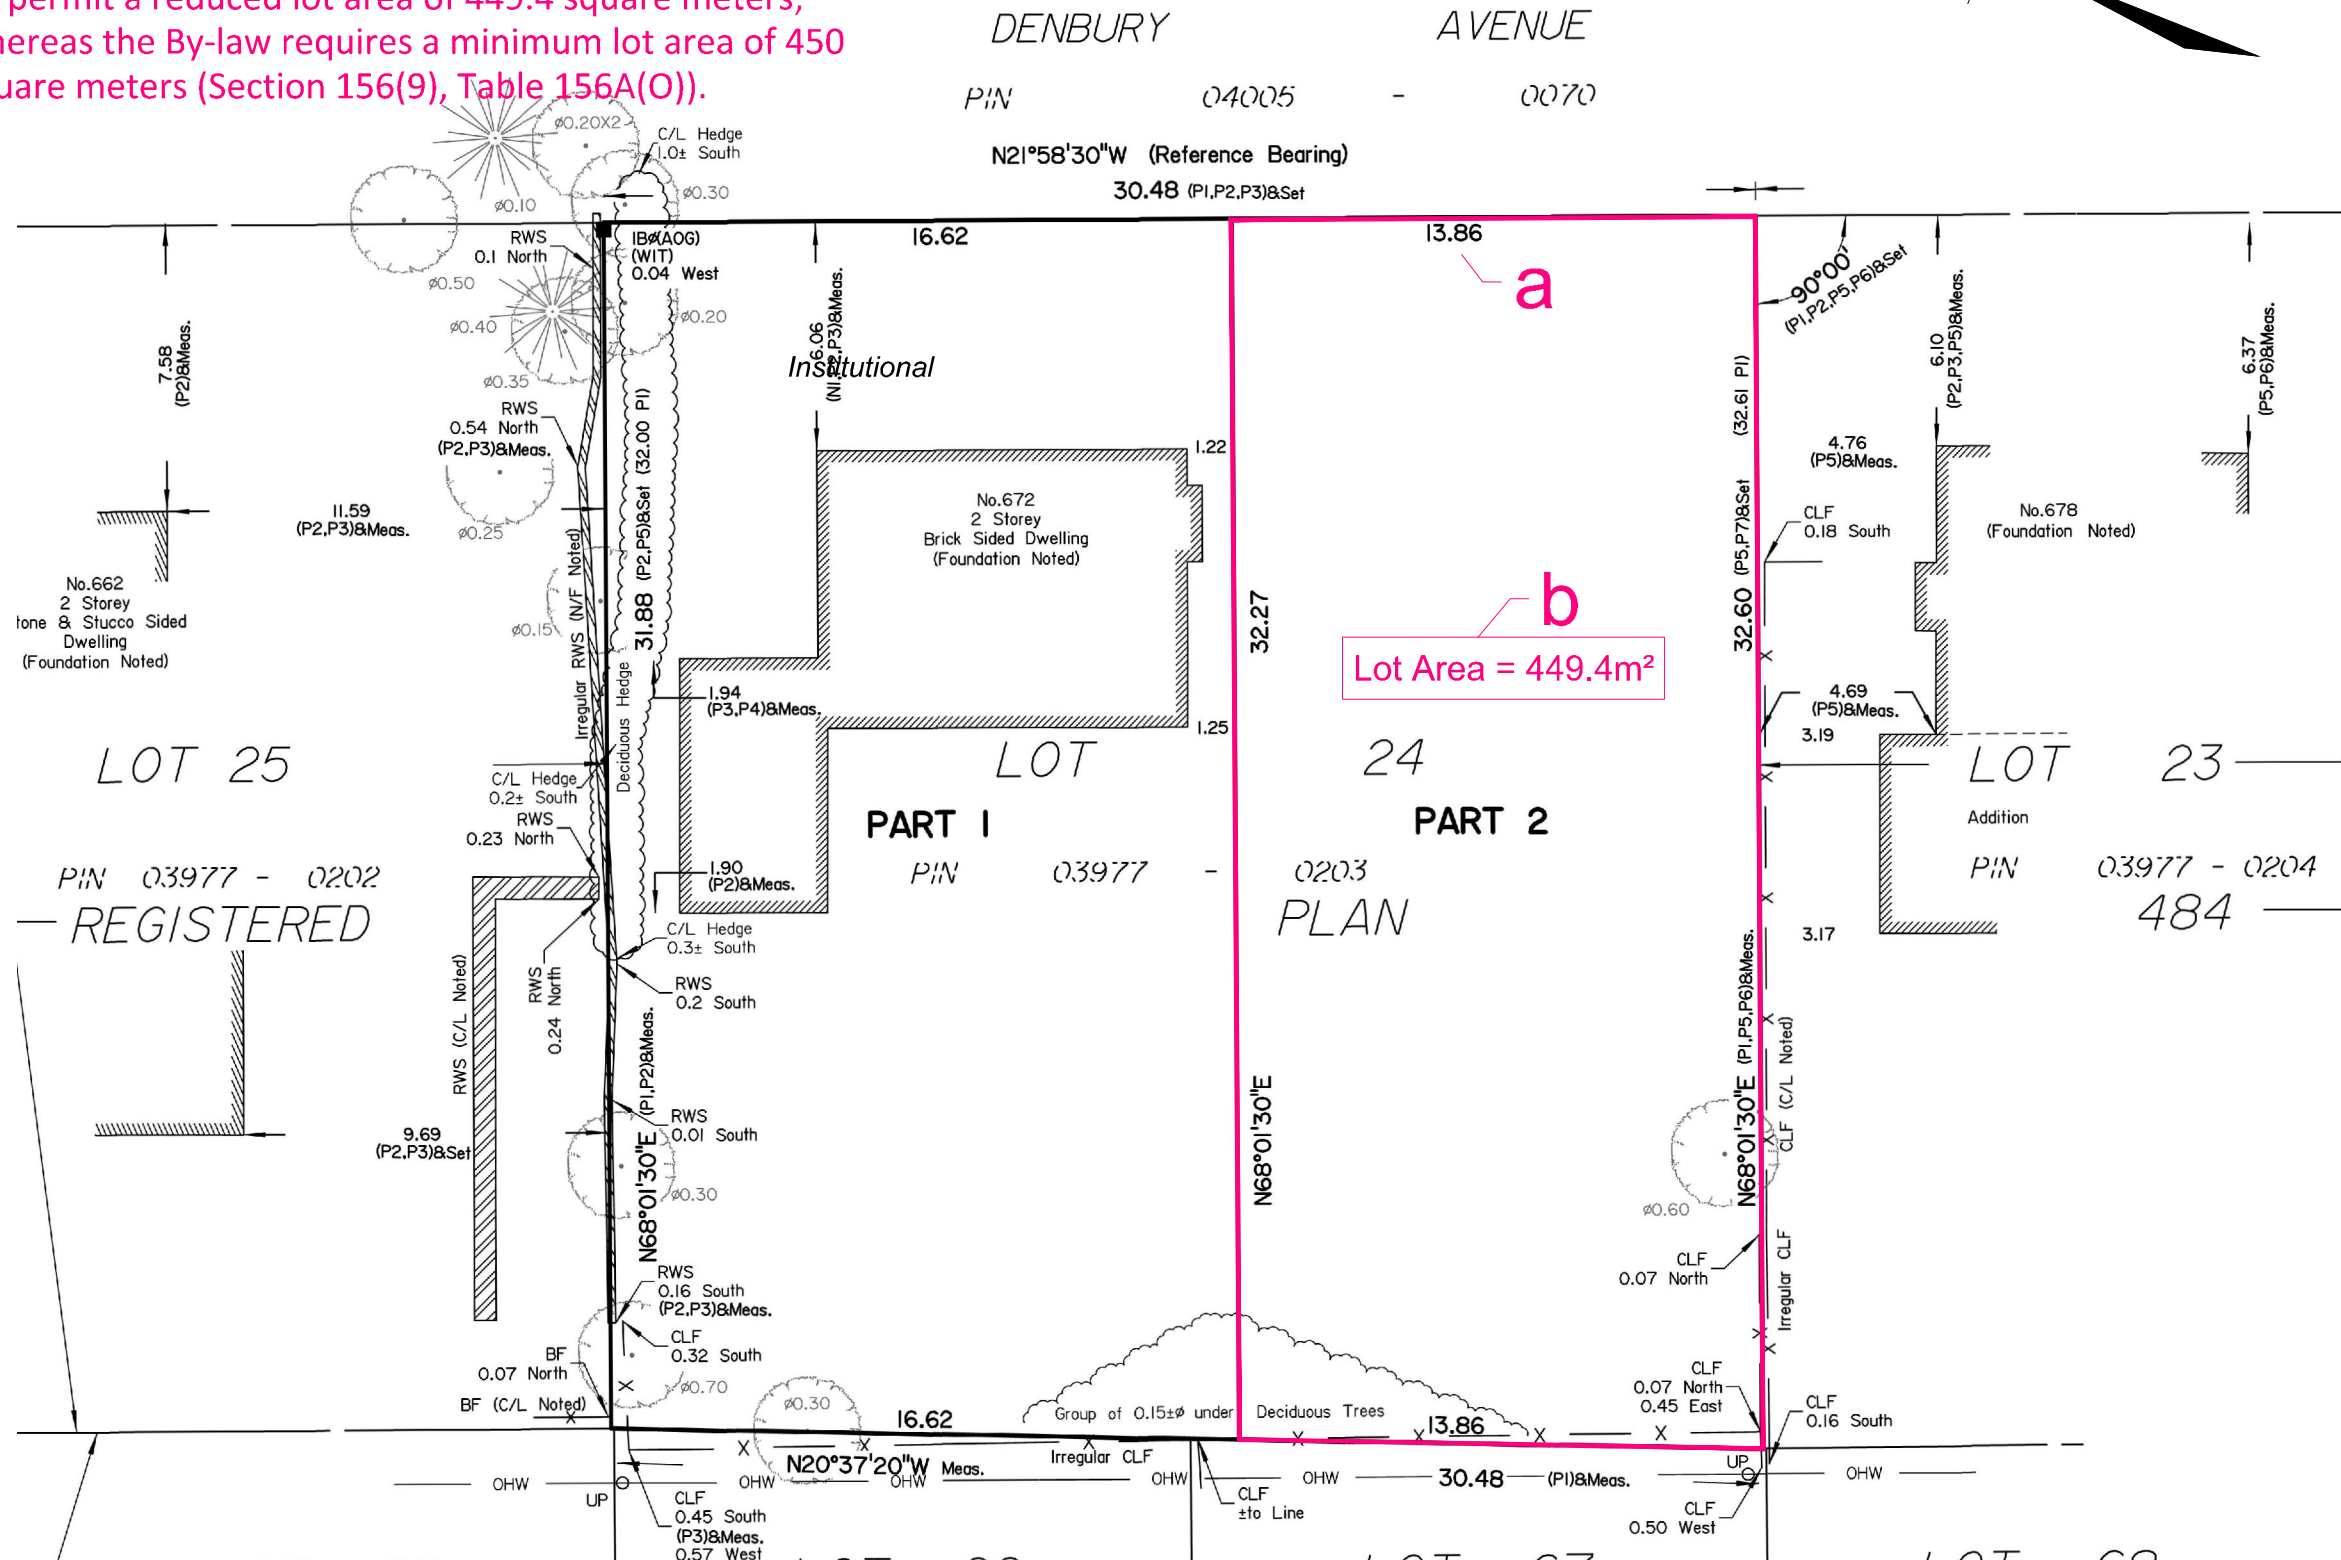 permit a reduced lot area of 449.4 square meters,
hereas the By-law requires a minimum lot area of 450
uare meters (Section 156(9), Table 156A(O)).
DENBURY AVENUE
PIN 04005 - 0070
N21°58'30"W (Reference Bearing)
30.48 (P1,P2,P3)&Set
ø0.20X2
C/L Hedge
1.0± South
ø0.30
ø0.10
RWS
0.1 North
IBø(AOG)
(WIT)
0.04 West
16.62
13.86
a
90°00'
(P1,P2,P5,P6)&Set
ø0.50
ø0.40
ø0.20
ø0.35
7.58
(P2)&Meas.
6.06
Institutional
6.10
(P2,P3,P5)&Meas.
6.37
(P5,P6)&Meas.
RWS
0.54 North
(P2,P3)&Meas.
31.88 (P2,P5)&Set (32.00 P1)
1.22
32.60 (P5,P7)&Set (32.61 P1)
4.76
(P5)&Meas.
11.59
(P2,P3)&Meas.
ø0.25
No.672
2 Storey
Brick Sided Dwelling
(Foundation Noted)
CLF
0.18 South
No.678
(Foundation Noted)
No.662
2 Storey
tone & Stucco Sided
Dwelling
(Foundation Noted)
ø0.15
Irregular RWS (N/F Noted)
Deciduous Hedge
32.27
b
Lot Area = 449.4m²
1.94
(P3,P4)&Meas.
1.25
4.69
(P5)&Meas.
3.19
LOT 25
LOT 24
LOT 23
C/L Hedge
0.2± South
RWS
0.23 North
PART 1
PART 2
Addition
PIN 03977 - 0202
1.90
(P2)&Meas.
PIN 03977 - 0203
PIN 03977 - 0204
REGISTERED PLAN 484
C/L Hedge
0.3± South
3.17
RWS
0.24 North
RWS
0.2 South
RWS (C/L Noted)
N68°01'30"E (P1,P2)&Meas.
N68°01'30"E
N68°01'30"E (P1,P5,P6)&Meas.
CLF (C/L Noted)
RWS
0.01 South
9.69
(P2,P3)&Set
ø0.30
ø0.60
CLF
0.07 North
Irregular CLF
RWS
0.16 South
(P2,P3)&Meas.
CLF
0.32 South
BF
0.07 North
BF (C/L Noted)
ø0.70
ø0.30
16.62
Group of 0.15±ø under Deciduous Trees
13.86
CLF
0.07 North
0.45 East
CLF
0.16 South
N20°37'20"W Meas.
Irregular CLF
OHW
OHW
OHW
OHW
OHW
30.48 (P1)&Meas.
UP
OHW
UP
CLF
0.45 South
(P3)&Meas.
0.57 West
CLF
±to Line
CLF
0.50 West